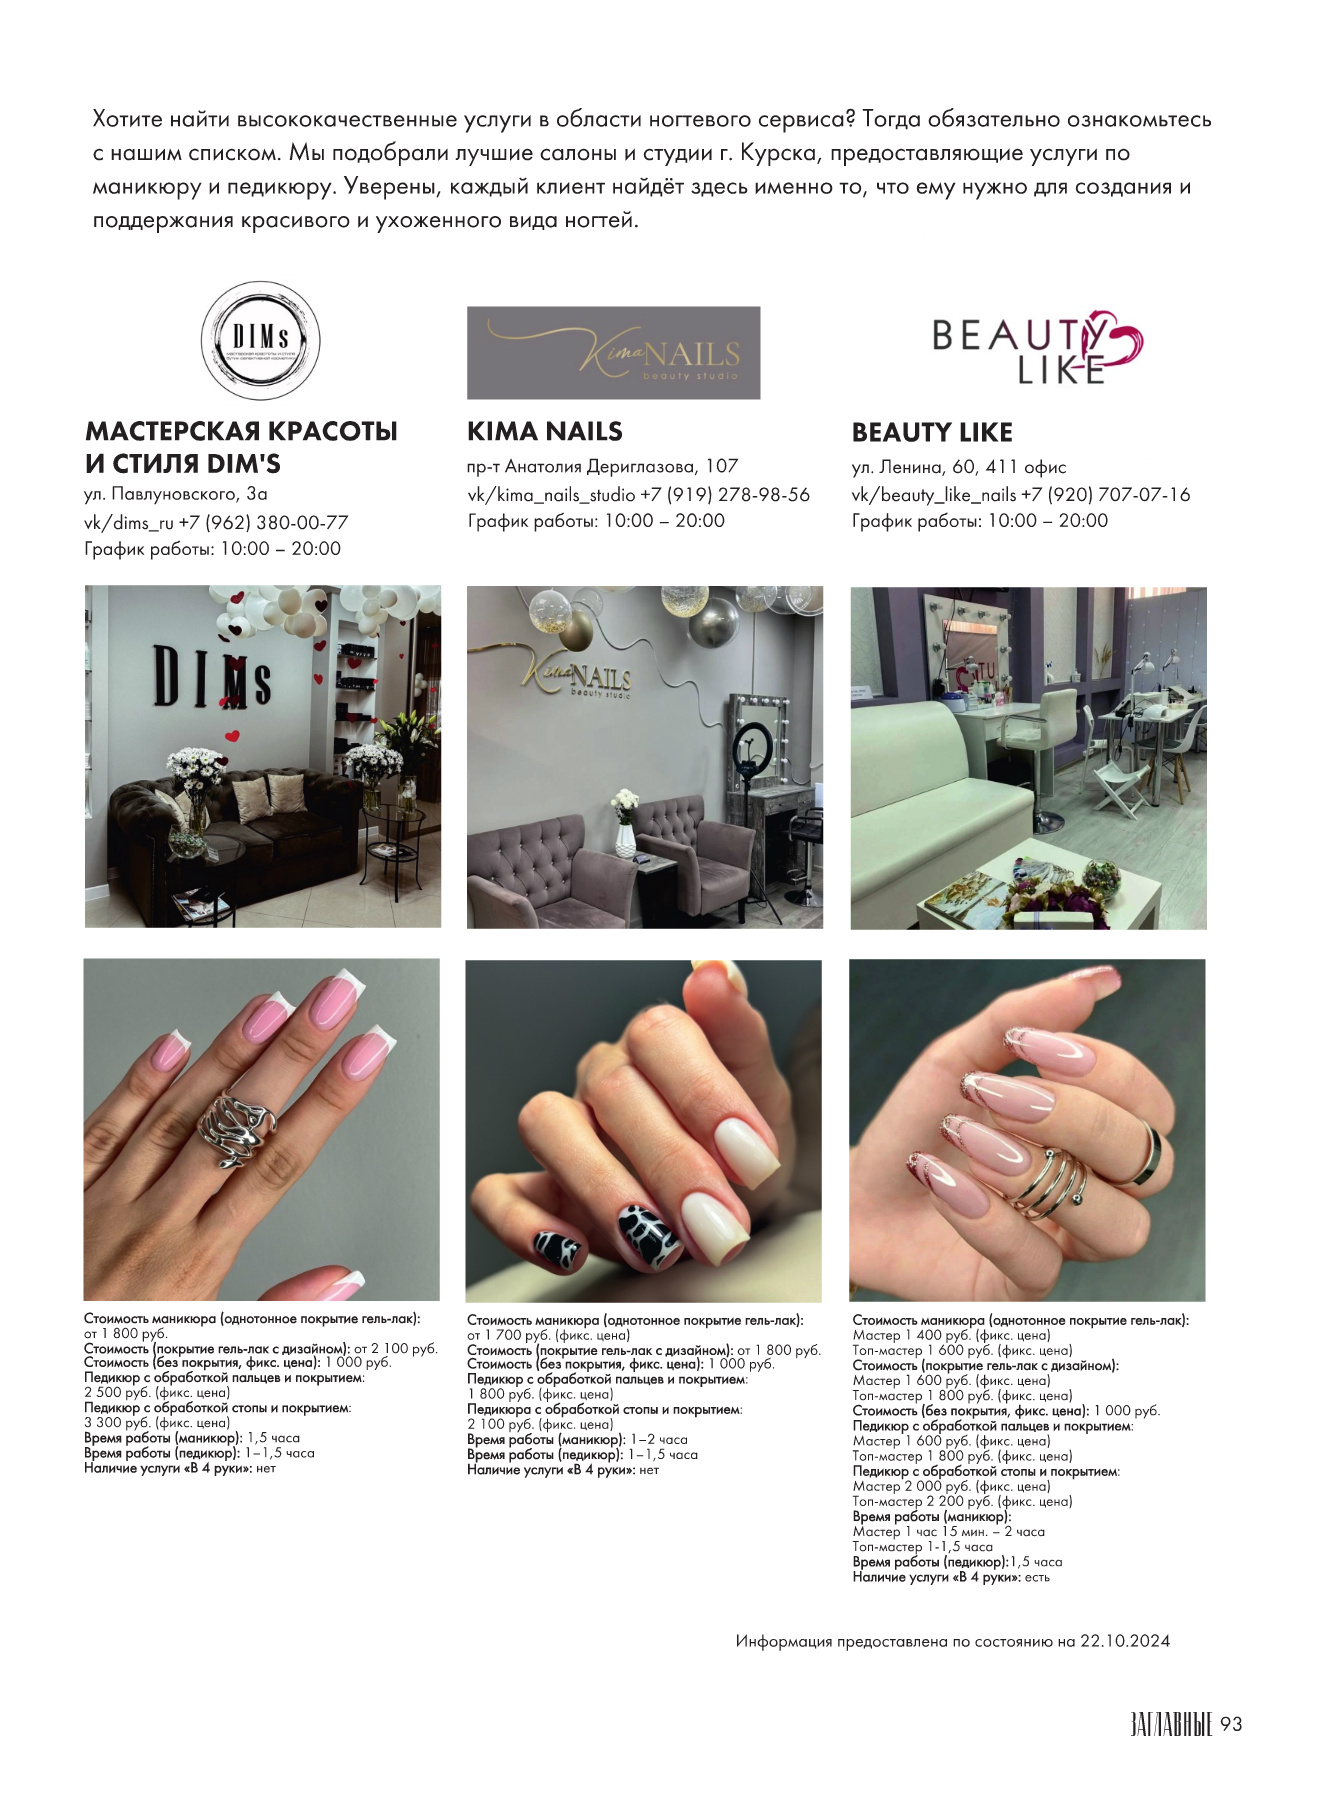 Хотите найти высококачественные услуги в области ногтевого сервиса? Тогда обязательно ознакомьтесь
с нашим списком. Мы подобрали лучшие салоны и студии г. Курска, предоставляющие услуги по
маникюру и педикюру. Уверены, каждый клиент найдёт здесь именно то, что ему нужно для создания и
поддержания красивого и ухоженного вида ногтей.
DIMs
мастерская красоты и стиля
бутик селективной косметики
МАСТЕРСКАЯ КРАСОТЫ
И СТИЛЯ DIM'S
ул. Павлуновского, 3а
vk/dims_ru +7 (962) 380-00-77
График работы: 10:00 – 20:00
DIMs
Стоимость маникюра (однотонное покрытие гель-лак):
от 1 800 руб.
Стоимость (покрытие гель-лак с дизайном): от 2 100 руб.
Стоимость (без покрытия, фикс. цена): 1 000 руб.
Педикюр с обработкой пальцев и покрытием:
2 500 руб. (фикс. цена)
Педикюр с обработкой стопы и покрытием:
3 300 руб. (фикс. цена)
Время работы (маникюр): 1,5 часа
Время работы (педикюр): 1–1,5 часа
Наличие услуги «В 4 руки»: нет
Kima NAILS
beauty studio
KIMA NAILS
пр-т Анатолия Дериглазова, 107
vk/kima_nails_studio +7 (919) 278-98-56
График работы: 10:00 – 20:00
Kima NAILS
beauty studio
Стоимость маникюра (однотонное покрытие гель-лак):
от 1 700 руб. (фикс. цена)
Стоимость (покрытие гель-лак с дизайном): от 1 800 руб.
Стоимость (без покрытия, фикс. цена): 1 000 руб.
Педикюр с обработкой пальцев и покрытием:
1 800 руб. (фикс. цена)
Педикюра с обработкой стопы и покрытием:
2 100 руб. (фикс. цена)
Время работы (маникюр): 1–2 часа
Время работы (педикюр): 1–1,5 часа
Наличие услуги «В 4 руки»: нет
BEAUTY
LIKE
BEAUTY LIKE
ул. Ленина, 60, 411 офис
vk/beauty_like_nails +7 (920) 707-07-16
График работы: 10:00 – 20:00
Стоимость маникюра (однотонное покрытие гель-лак):
Мастер 1 400 руб. (фикс. цена)
Топ-мастер 1 600 руб. (фикс. цена)
Стоимость (покрытие гель-лак с дизайном):
Мастер 1 600 руб. (фикс. цена)
Топ-мастер 1 800 руб. (фикс. цена)
Стоимость (без покрытия, фикс. цена): 1 000 руб.
Педикюр с обработкой пальцев и покрытием:
Мастер 1 600 руб. (фикс. цена)
Топ-мастер 1 800 руб. (фикс. цена)
Педикюр с обработкой стопы и покрытием:
Мастер 2 000 руб. (фикс. цена)
Топ-мастер 2 200 руб. (фикс. цена)
Время работы (маникюр):
Мастер 1 час 15 мин. – 2 часа
Топ-мастер 1-1,5 часа
Время работы (педикюр):1,5 часа
Наличие услуги «В 4 руки»: есть
Информация предоставлена по состоянию на 22.10.2024
ЗАГЛАВНЫЕ 93